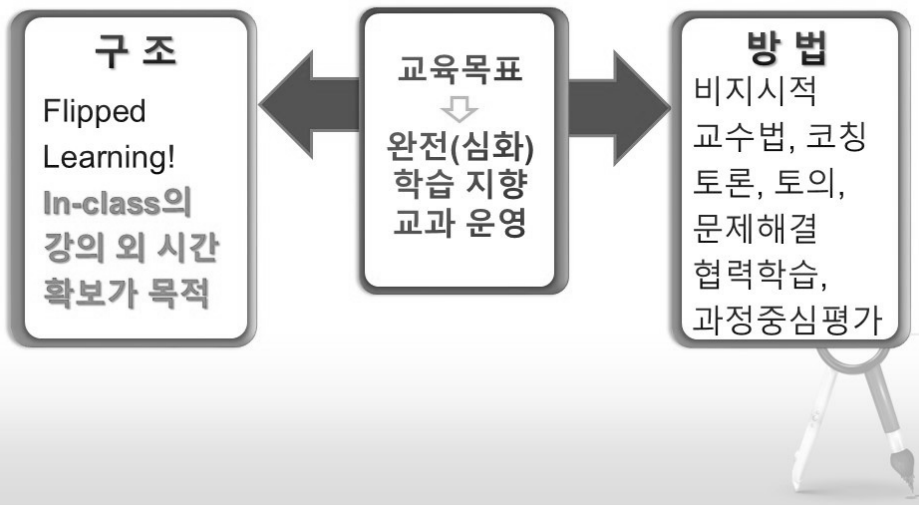 구 조
Flipped
Learning!
In-class의
강의 외 시간
확보가 목적
교육목표
완전(심화)
학습 지향
교과 운영
방 법
비지시적
교수법, 코칭
토론, 토의,
문제해결
협력학습,
과정중심평가